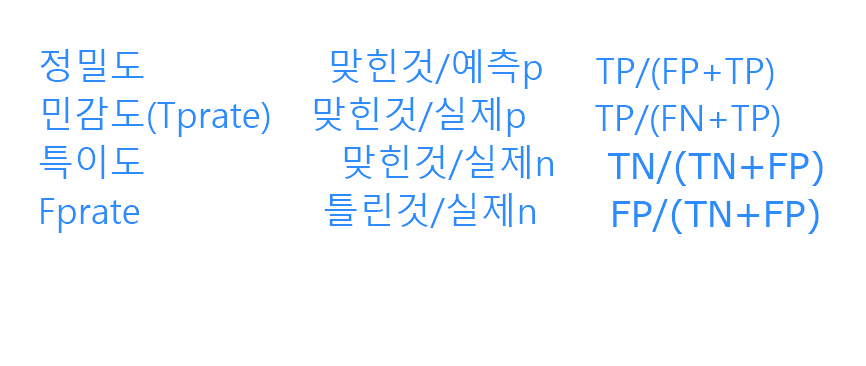 정밀도 맞힌것/예측p TP/(FP+TP)
민감도(Tprate) 맞힌것/실제p TP/(FN+TP)
특이도 맞힌것/실제n TN/(TN+FP)
Fprate 틀린것/실제n FP/(TN+FP)